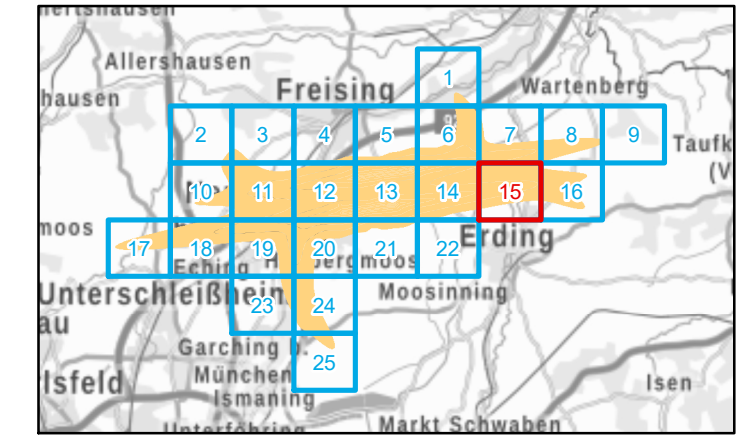 Allershausen
hausen
Freising
Wartenberg
1
2
3
4
5
6
7
8
9
Taufk
(V
10
11
12
13
14
15
16
moos
17
18
19
20
21
22
Erding
Eching
ergmoos
Unterschleißheim
au
23
24
Moosinning
Garching b.
München
25
lsfeld
Ismaning
Isen
Markt Schwaben
Unterföhring